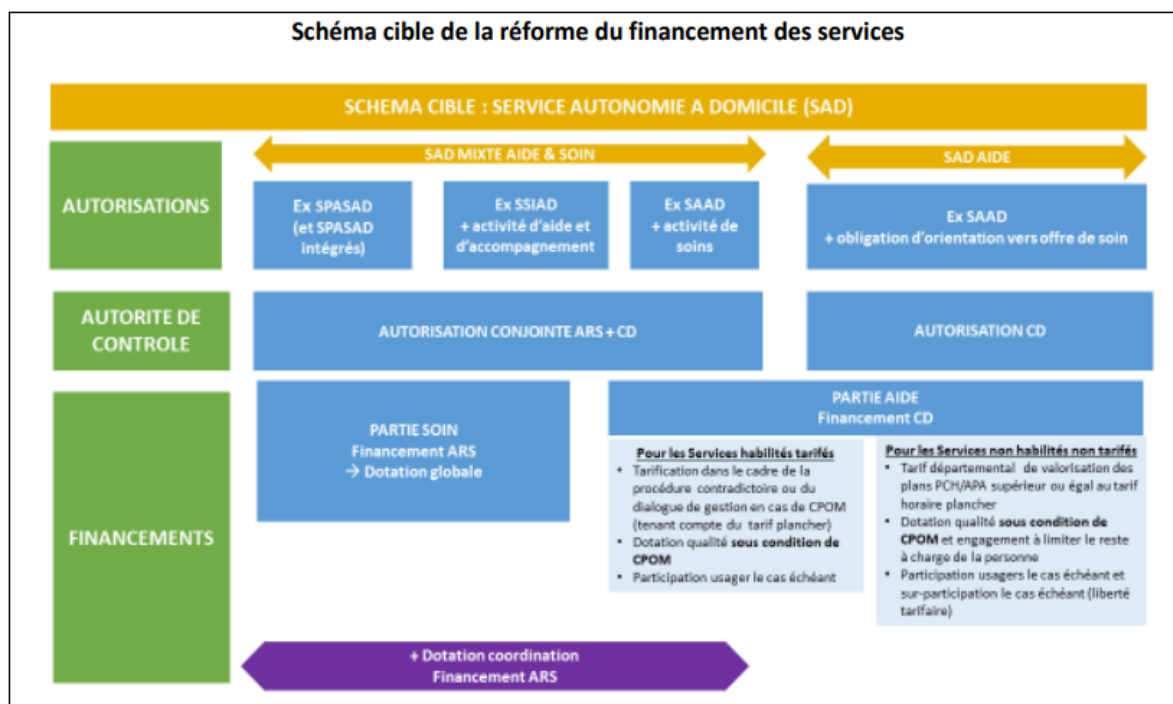 Schéma cible de la réforme du financement des services
SCHEMA CIBLE : SERVICE AUTONOMIE A DOMICILE (SAD)
AUTORISATIONS
SAD MIXTE AIDE & SOIN
SAD AIDE
Ex SPASAD
(et SPASAD
intégrés)
Ex SSIAD
+ activité d'aide et
d'accompagnement
Ex SAAD
+ activité de
soins
Ex SAAD
+ obligation d'orientation vers offre de soin
AUTORITE DE
CONTROLE
AUTORISATION CONJOINTE ARS + CD
AUTORISATION CD
FINANCEMENTS
PARTIE SOIN
Financement ARS
→ Dotation globale
PARTIE AIDE
Financement CD
Pour les Services habilités tarifés
• Tarification dans le cadre de la
procédure contradictoire ou du
dialogue de gestion en cas de CPOM
(tenant compte du tarif plancher)
• Dotation qualité sous condition de
CPOM
• Participation usager le cas échéant
Pour les Services non habilités non tarifés
• Tarif départemental de valorisation des
plans PCH/APA supérieur ou égal au tarif
horaire plancher
• Dotation qualité sous condition de
CPOM et engagement à limiter le reste
à charge de la personne
• Participation usagers le cas échéant et
sur-participation le cas échéant (liberté
tarifaire)
+ Dotation coordination
Financement ARS